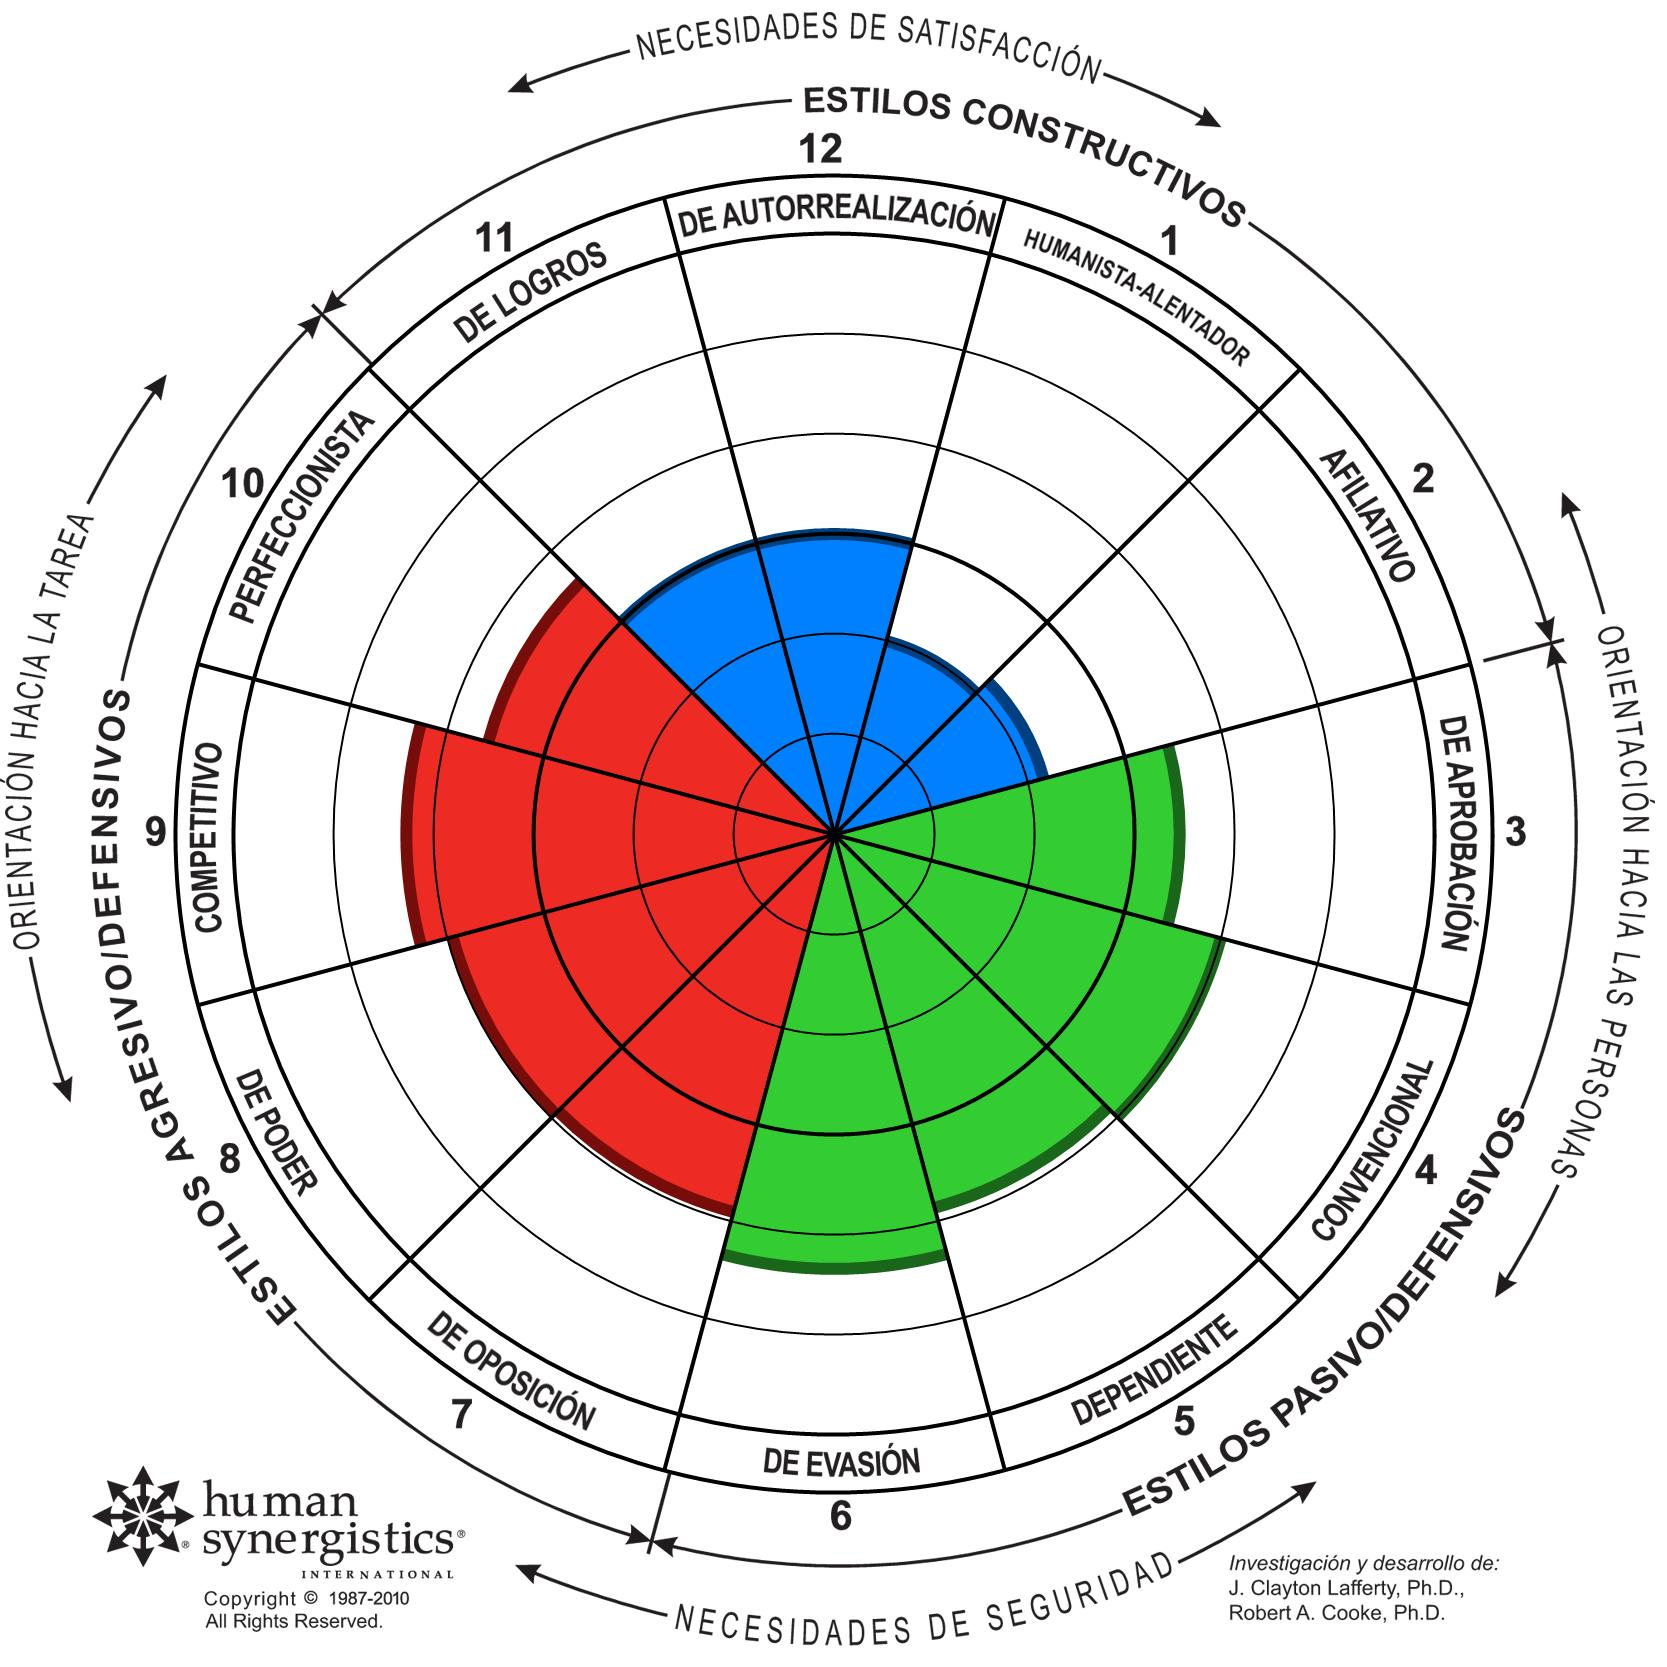 NECESIDADES DE SATISFACCIÓN
ESTILOS CONSTRUCTIVOS
12
DE AUTORREALIZACIÓN
1
HUMANISTA-ALENTADOR
2
AFILIATIVO
3
DE APROBACIÓN
4
CONVENCIONAL
5
DEPENDIENTE
6
DE EVASIÓN
7
DE OPOSICIÓN
8
DE PODER
9
COMPETITIVO
10
PERFECCIONISTA
11
DE LOGROS
ORIENTACIÓN HACIA LAS PERSONAS
ESTILOS PASIVO/DEFENSIVOS
NECESIDADES DE SEGURIDAD
ESTILOS AGRESIVO/DEFENSIVOS
ORIENTACIÓN HACIA LA TAREA
human
synergistics®
®
INTERNATIONAL
Copyright © 1987-2010
All Rights Reserved.
Investigación y desarrollo de:
J. Clayton Lafferty, Ph.D.,
Robert A. Cooke, Ph.D.